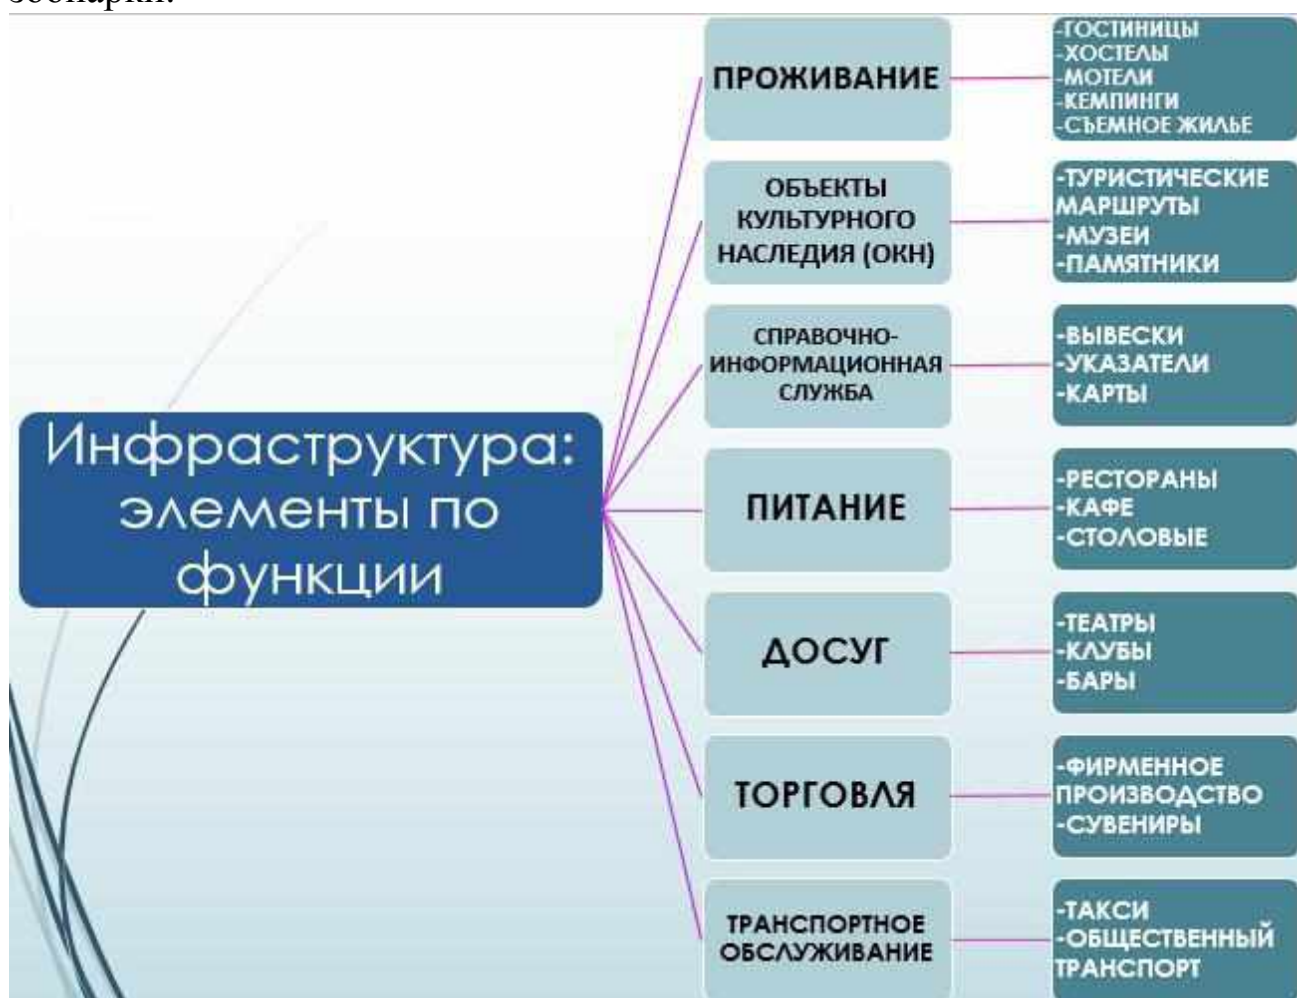 зоопарки.
Инфраструктура:
элементы по
функции
ПРОЖИВАНИЕ
-ГОСТИНИЦЫ
-ХОСТЕЛЫ
-МОТЕЛИ
-КЕМПИНГИ
-СЪЕМНОЕ ЖИЛЬЕ
ОБЪЕКТЫ
КУЛЬТУРНОГО
НАСЛЕДИЯ (ОКН)
-ТУРИСТИЧЕСКИЕ
МАРШРУТЫ
-МУЗЕИ
-ПАМЯТНИКИ
СПРАВОЧНО-
ИНФОРМАЦИОННАЯ
СЛУЖБА
-ВЫВЕСКИ
-УКАЗАТЕЛИ
-КАРТЫ
ПИТАНИЕ
-РЕСТОРАНЫ
-КАФЕ
-СТОЛОВЫЕ
ДОСУГ
-ТЕАТРЫ
-КЛУБЫ
-БАРЫ
ТОРГОВЛЯ
-ФИРМЕННОЕ
ПРОИЗВОДСТВО
-СУВЕНИРЫ
ТРАНСПОРТНОЕ
ОБСЛУЖИВАНИЕ
-ТАКСИ
-ОБЩЕСТВЕННЫЙ
ТРАНСПОРТ